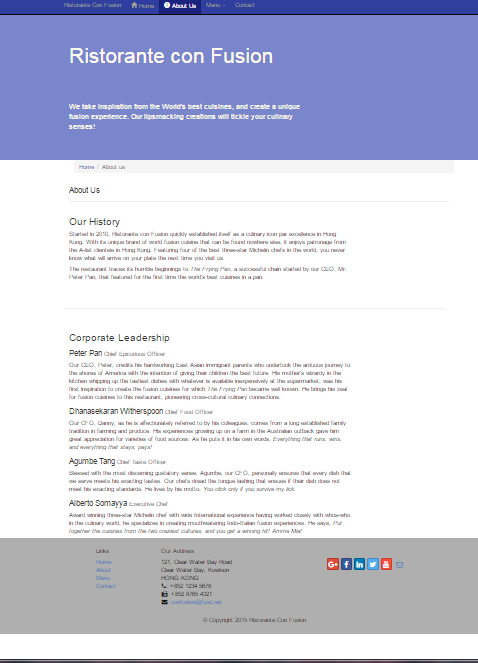 Ristorante Con Fusion Home About Us Menu Contact
Ristorante con Fusion
We take inspiration from the World's best cuisines, and create a unique
fusion experience. Our lipsmacking creations will tickle your culinary
senses!
Home / About us
About Us
Our History
Started in 2010, Ristorante con Fusion quickly established itself as a culinary icon par excellence in Hong
Kong. With its unique brand of world fusion cuisine that can be found nowhere else, it enjoys patronage from
the A-list clientele in Hong Kong. Featuring four of the best three-star Michelin chefs in the world, you never
know what will arrive on your plate the next time you visit us.
The restaurant traces its humble beginnings to The Frying Pan, a successful chain started by our CEO, Mr.
Peter Pan, that featured for the first time the world's best cuisines in a pan.
Corporate Leadership
Peter Pan Chief Epicurious Officer
Our CEO, Peter, credits his hardworking East Asian immigrant parents who undertook the arduous journey to
the shores of America with the intention of giving their children the best future. His mother's wizardy in the
kitchen whipping up the tastiest dishes with whatever is available inexpensively at the supermarket, was his
first inspiration to create the fusion cuisines for which The Frying Pan became well known. He brings his zeal
for fusion cuisines to this restaurant, pioneering cross-cultural culinary connections.
Dhanasekaran Witherspoon Chief Food Officer
Our CFO, Danny, as he is affectionately referred to by his colleagues, comes from a long established family
tradition in farming and produce. His experiences growing up on a farm in the Australian outback gave him
great appreciation for varieties of food sources. As he puts it in his own words, Everything that runs, wins,
and everything that stays, pays!
Agumbe Tang Chief Taste Officer
Blessed with the most discerning gustatory sense, Agumbe, our CFO, personally ensures that every dish that
we serve meets his exacting tastes. Our chefs dread the tongue lashing that ensues if their dish does not
meet his exacting standards. He lives by his motto, You click only if you survive my lick.
Alberto Somayya Executive Chef
Award winning three-star Michelin chef with wide International experience having worked closely with whos-who
in the culinary world, he specializes in creating mouthwatering Indo-Italian fusion experiences. He says, Put
together the cuisines from the two craziest cultures, and you get a winning hit! Amma Mia!
Links
Home
About
Menu
Contact
Our Address
121, Clear Water Bay Road
Clear Water Bay, Kowloon
HONG KONG
: +852 1234 5678
: +852 8765 4321
: confusion@food.net
G+ f in
© Copyright 2015 Ristorante Con Fusion